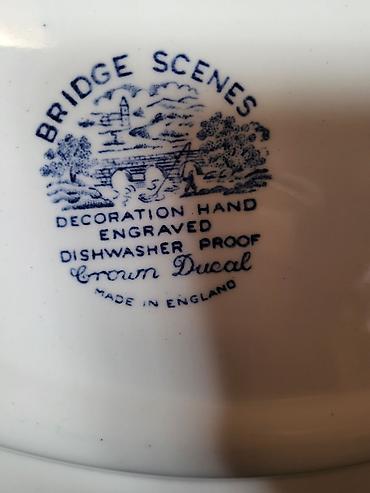 BRIDGE SCENES
DECORATION HAND
ENGRAVED
DISHWASHER PROOF
Crown Ducal
MADE IN ENGLAND